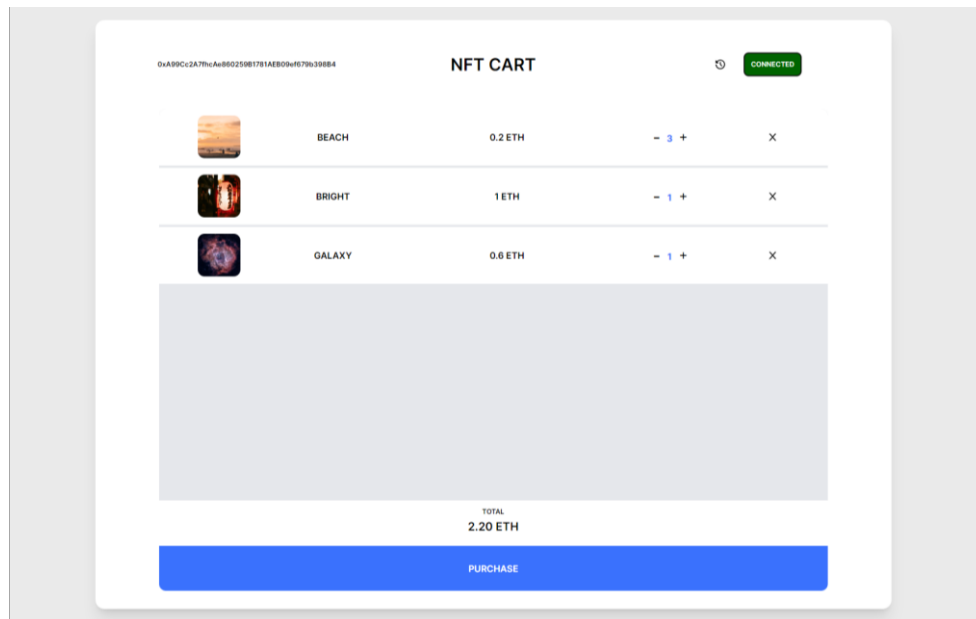 0xA99Cc2A7fhcAe860259B1781AEB09ef679b398B4 NFT CART CONNECTED
BEACH 0.2 ETH - 3 + X
BRIGHT 1 ETH - 1 + X
GALAXY 0.6 ETH - 1 + X
TOTAL
2.20 ETH
PURCHASE